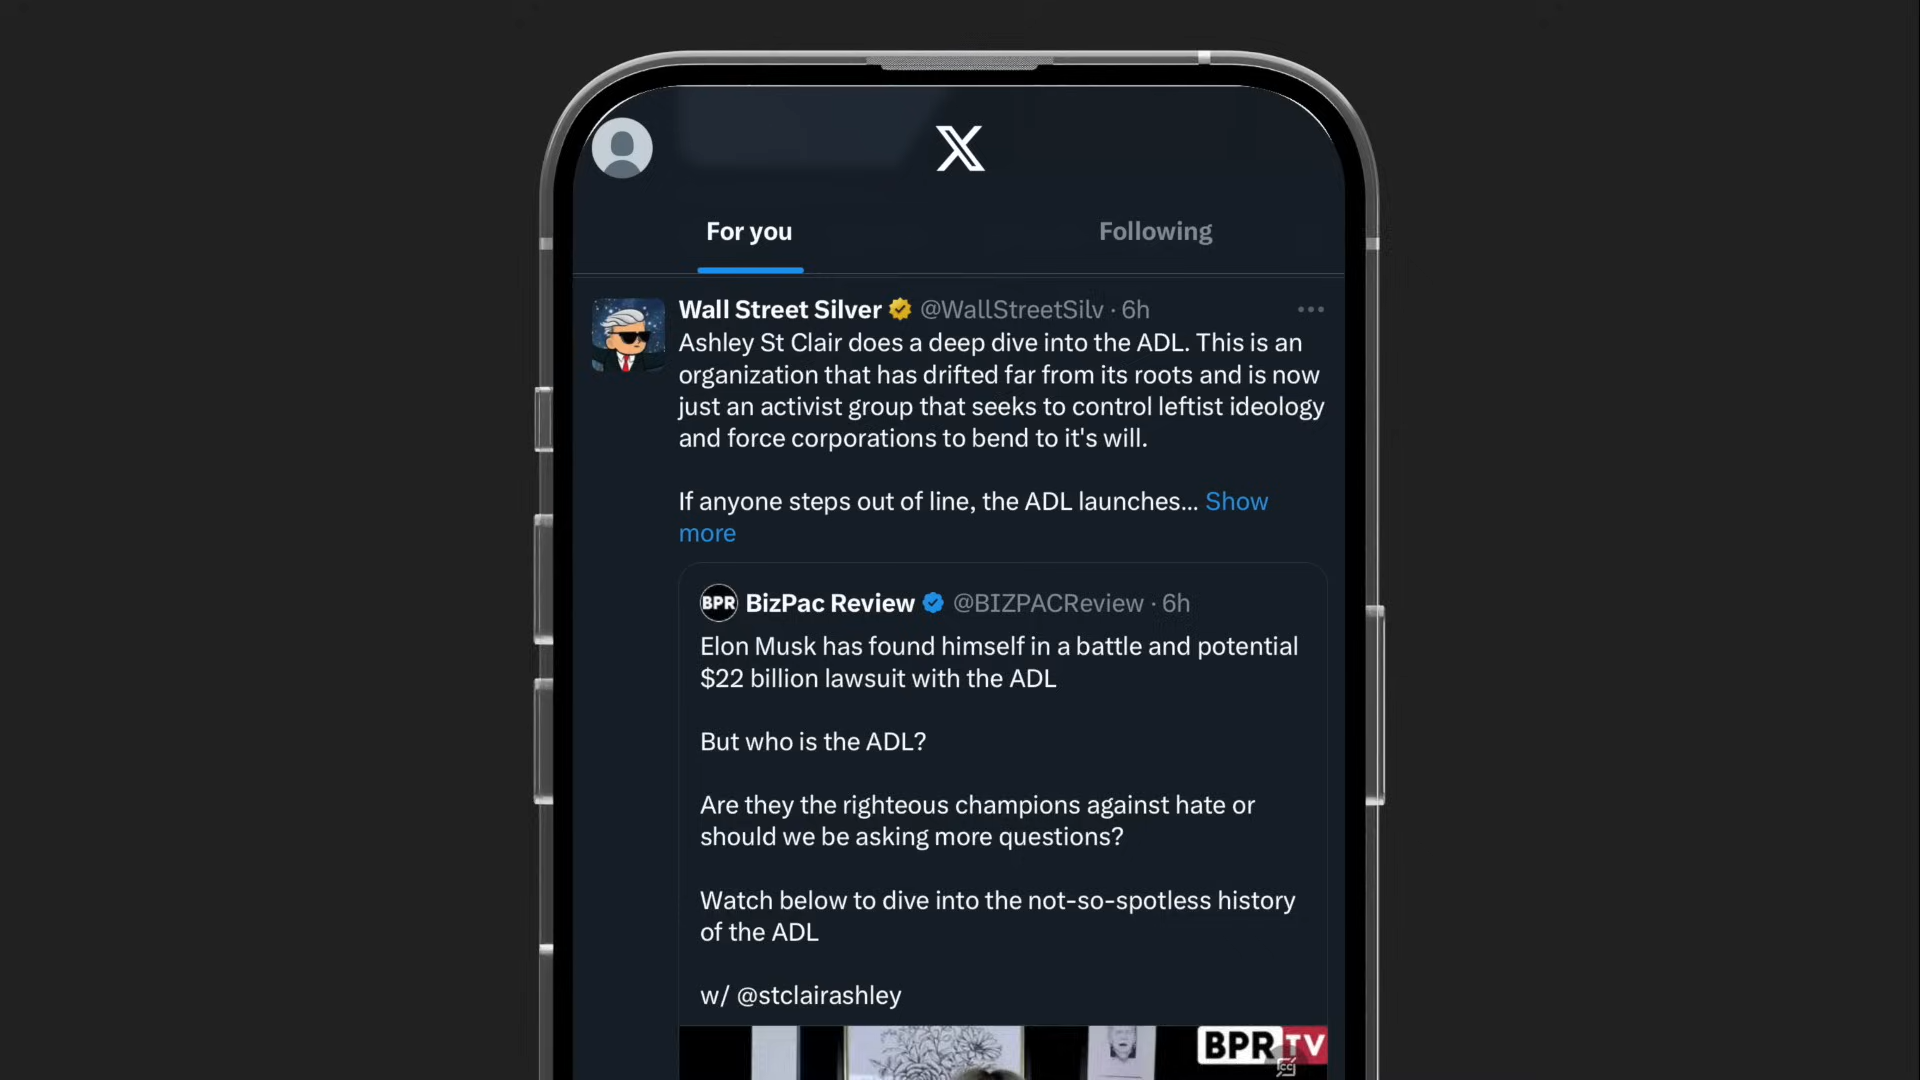 X
For you
Following
Wall Street Silver @WallStreetSilv · 6h
Ashley St Clair does a deep dive into the ADL. This is an
organization that has drifted far from its roots and is now
just an activist group that seeks to control leftist ideology
and force corporations to bend to it's will.
If anyone steps out of line, the ADL launches... Show
more
BPR BizPac Review @BIZPACReview · 6h
Elon Musk has found himself in a battle and potential
$22 billion lawsuit with the ADL
But who is the ADL?
Are they the righteous champions against hate or
should we be asking more questions?
Watch below to dive into the not-so-spotless history
of the ADL
w/ @stclairashley
BPR TV
CC